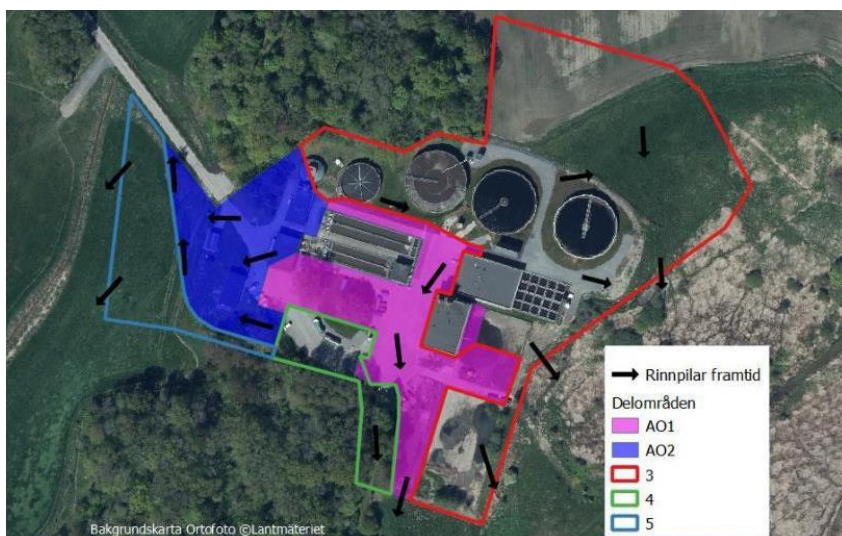 Rinnpilar framtid
Delområden
AO1
AO2
3
4
5
Bakgrundskarta Ortofoto ©Lantmäteriet